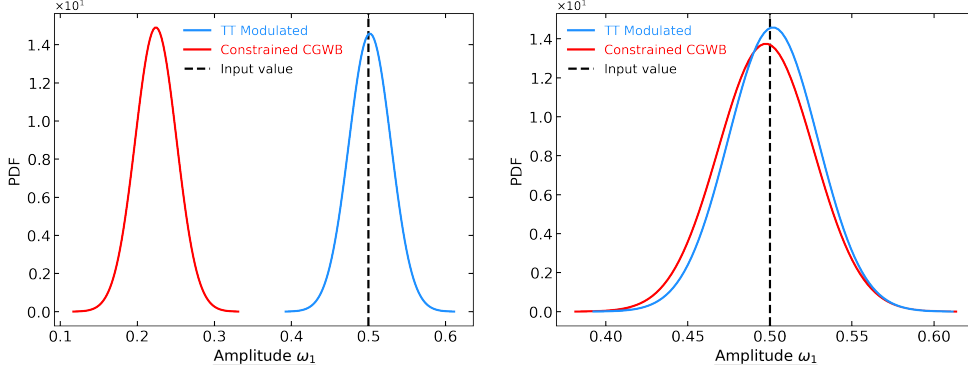 ×10¹
TT Modulated
Constrained CGWB
Input value
1.4
1.2
1.0
0.8
0.6
0.4
0.2
0.0
PDF
0.1 0.2 0.3 0.4 0.5 0.6
Amplitude ω₁
×10¹
TT Modulated
Constrained CGWB
Input value
1.4
1.2
1.0
0.8
0.6
0.4
0.2
0.0
PDF
0.40 0.45 0.50 0.55 0.60
Amplitude ω₁